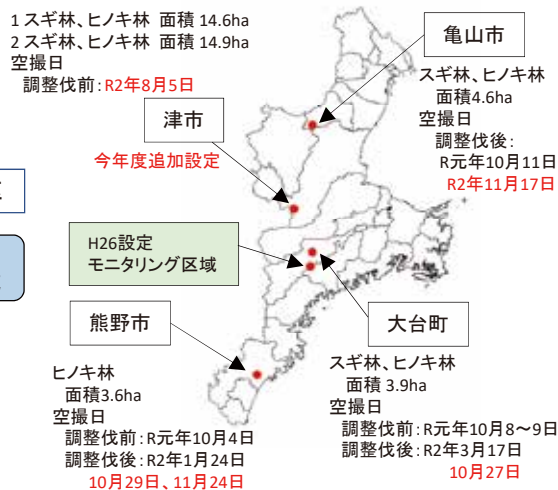 1 スギ林、ヒノキ林 面積 14.6ha
2 スギ林、ヒノキ林 面積 14.9ha
空撮日
調整伐前：R2年8月5日
津市
今年度追加設定
亀山市
スギ林、ヒノキ林
面積4.6ha
空撮日
調整伐後：
R元年10月11日
R2年11月17日
H26設定
モニタリング区域
熊野市
ヒノキ林
面積3.6ha
空撮日
調整伐前：R元年10月4日
調整伐後：R2年1月24日
10月29日、11月24日
大台町
スギ林、ヒノキ林
面積 3.9ha
空撮日
調整伐前：R元年10月8～9日
調整伐後：R2年3月17日
10月27日